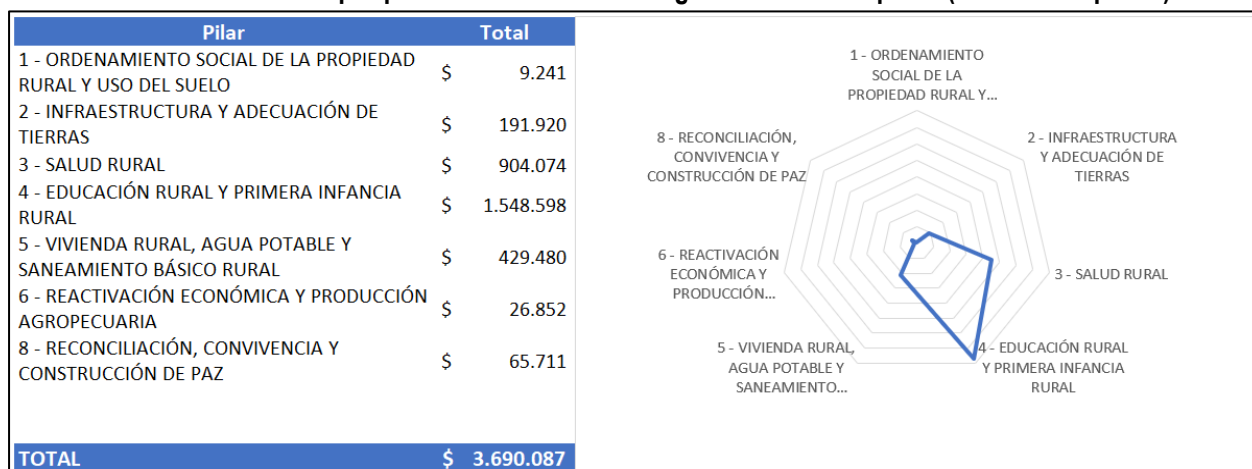 Pilar Total
1 - ORDENAMIENTO SOCIAL DE LA PROPIEDAD
RURAL Y USO DEL SUELO $ 9.241
2 - INFRAESTRUCTURA Y ADECUACIÓN DE
TIERRAS $ 191.920
3 - SALUD RURAL $ 904.074
4 - EDUCACIÓN RURAL Y PRIMERA INFANCIA
RURAL $ 1.548.598
5 - VIVIENDA RURAL, AGUA POTABLE Y
SANEAMIENTO BÁSICO RURAL $ 429.480
6 - REACTIVACIÓN ECONÓMICA Y PRODUCCIÓN
AGROPECUARIA $ 26.852
8 - RECONCILIACIÓN, CONVIVENCIA Y
CONSTRUCCIÓN DE PAZ $ 65.711
TOTAL $ 3.690.087
1 - ORDENAMIENTO
SOCIAL DE LA
PROPIEDAD RURAL Y...
2 - INFRAESTRUCTURA
Y ADECUACIÓN DE
TIERRAS
3 - SALUD RURAL
4 - EDUCACIÓN RURAL
Y PRIMERA INFANCIA
RURAL
5 - VIVIENDA RURAL,
AGUA POTABLE Y
SANEAMIENTO...
6 - REACTIVACIÓN
ECONÓMICA Y
PRODUCCIÓN...
8 - RECONCILIACIÓN,
CONVIVENCIA Y
CONSTRUCCIÓN DE PAZ